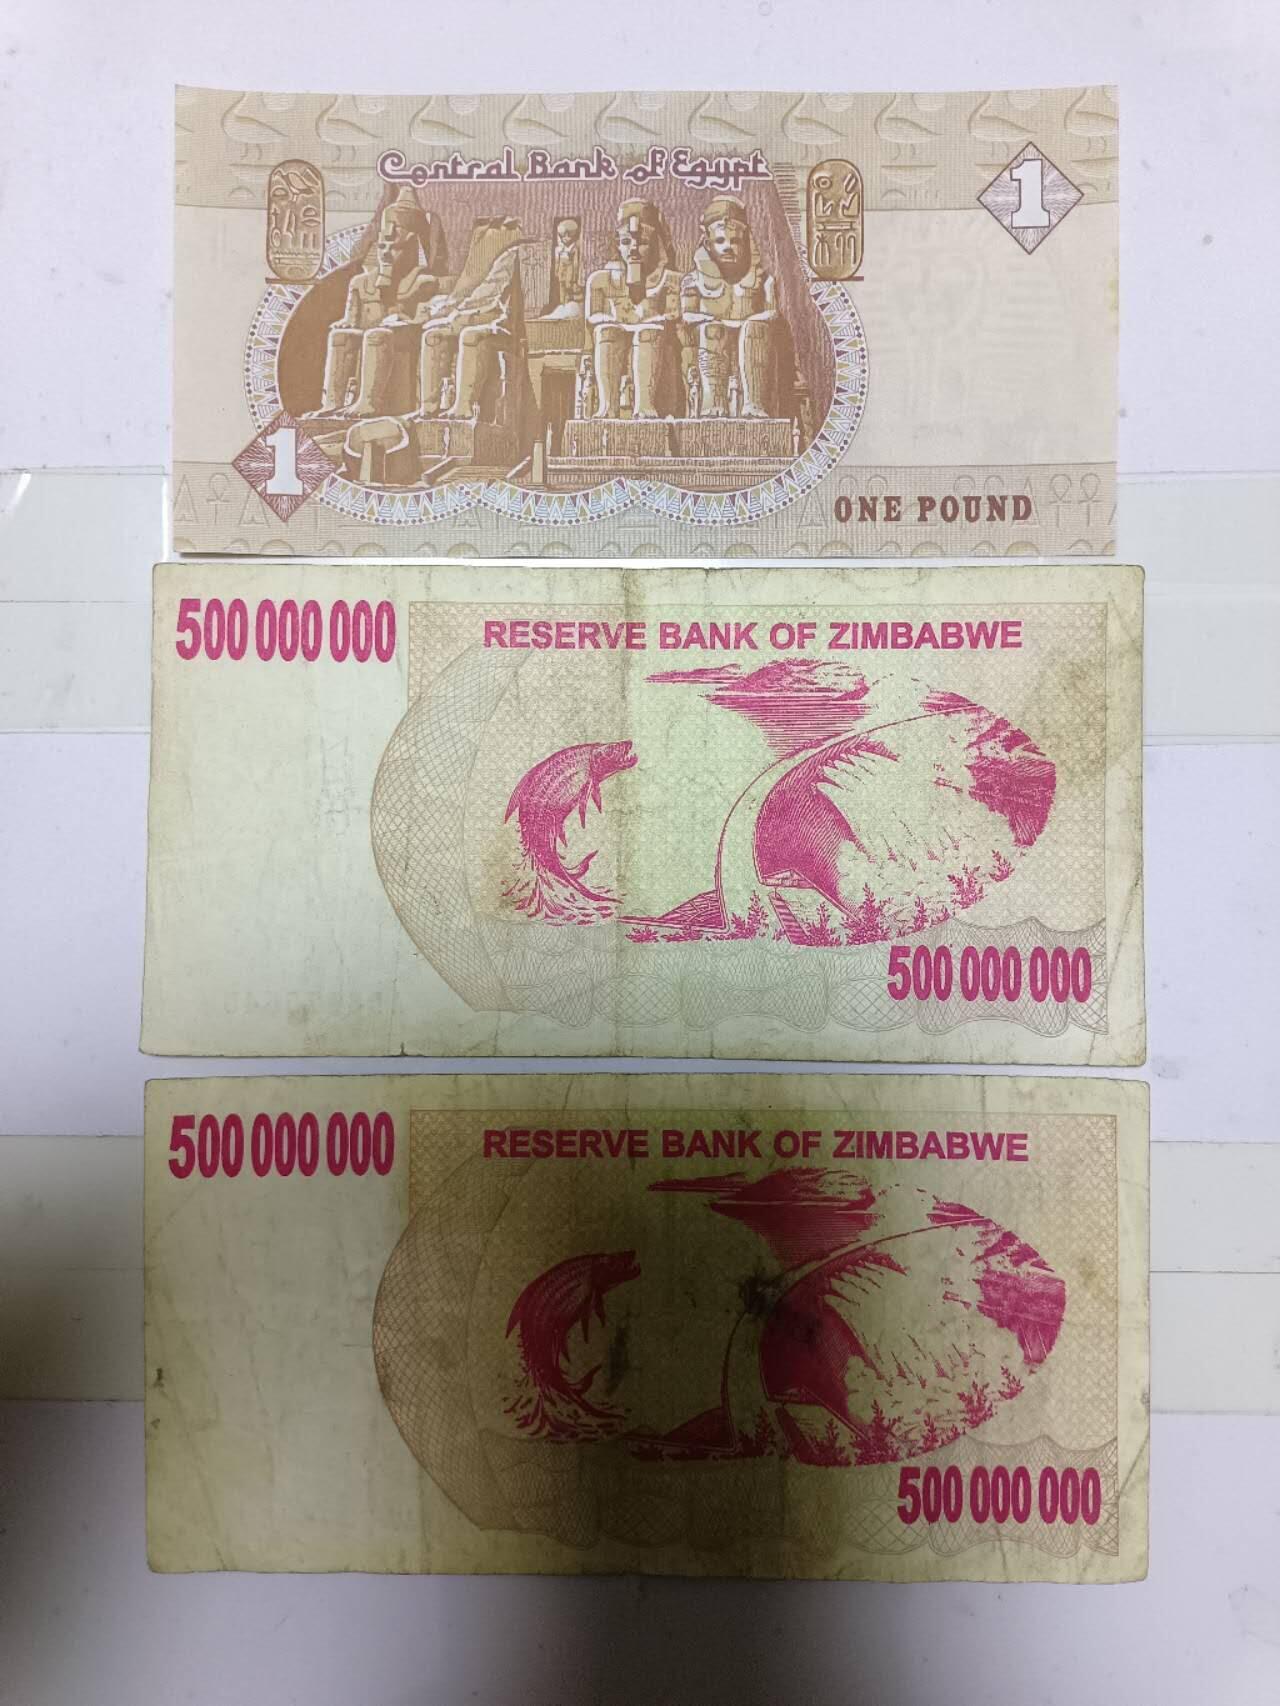 Central Bank of Egypt
1
1
ONE POUND
500 000 000
RESERVE BANK OF ZIMBABWE
500 000 000
500 000 000
RESERVE BANK OF ZIMBABWE
500 000 000